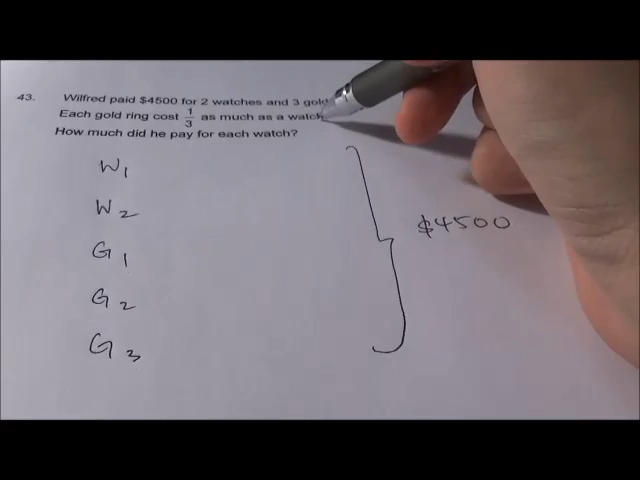 43. Wilfred paid $4500 for 2 watches and 3 gold
Each gold ring cost 1/3 as much as a watch
How much did he pay for each watch?
W1
W2
G1
G2
G3
$4500